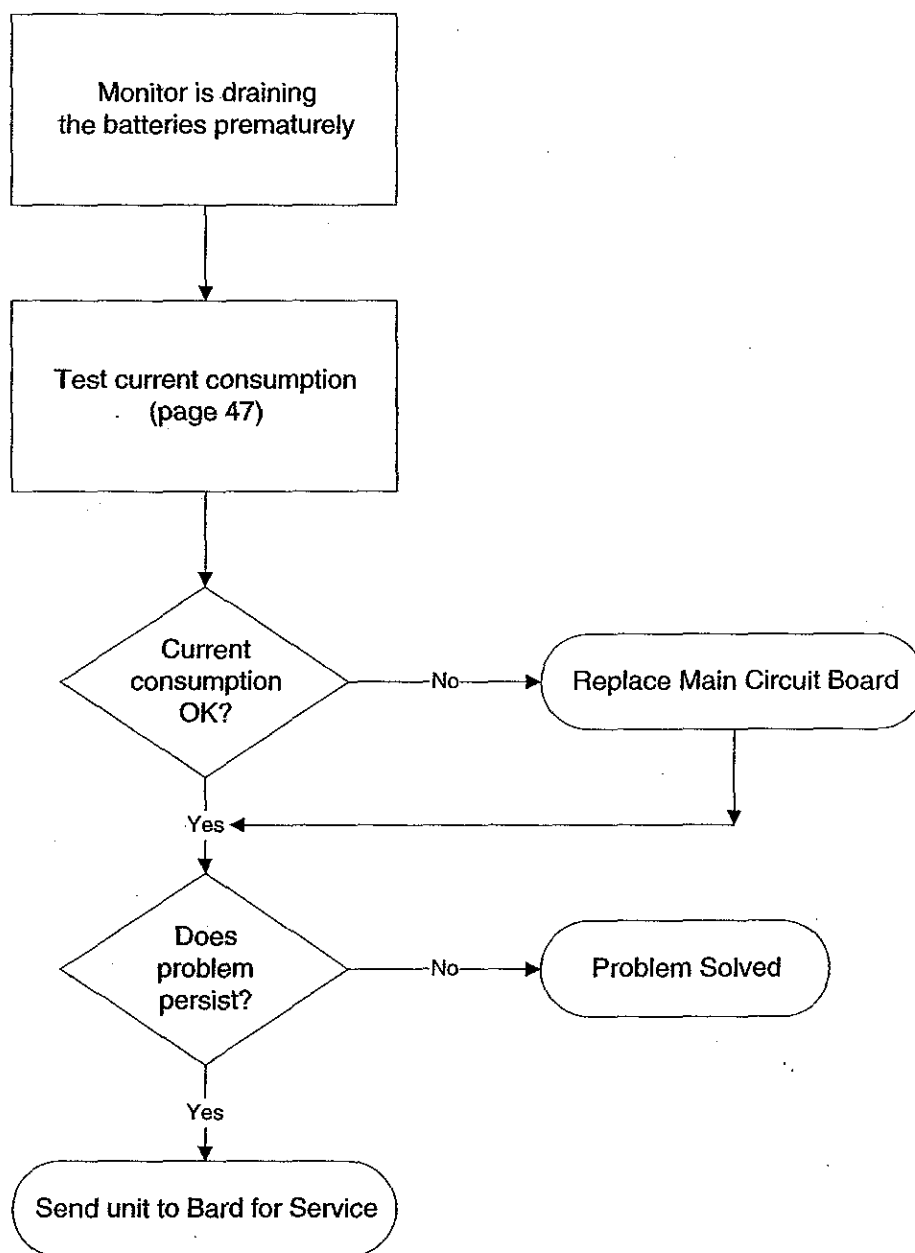 Monitor is draining
the batteries prematurely
Test current consumption
(page 47)
Current
consumption
OK?
No
Replace Main Circuit Board
Yes
Does
problem
persist?
No
Problem Solved
Yes
Send unit to Bard for Service